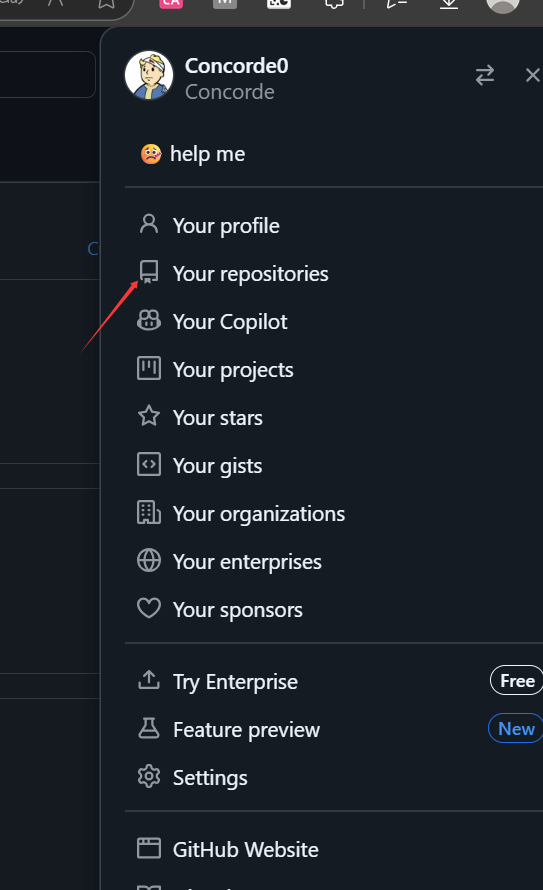 CA
M
Concorde0
Concorde
help me
Your profile
Your repositories
Your Copilot
Your projects
Your stars
Your gists
Your organizations
Your enterprises
Your sponsors
Try Enterprise
Free
Feature preview
New
Settings
GitHub Website